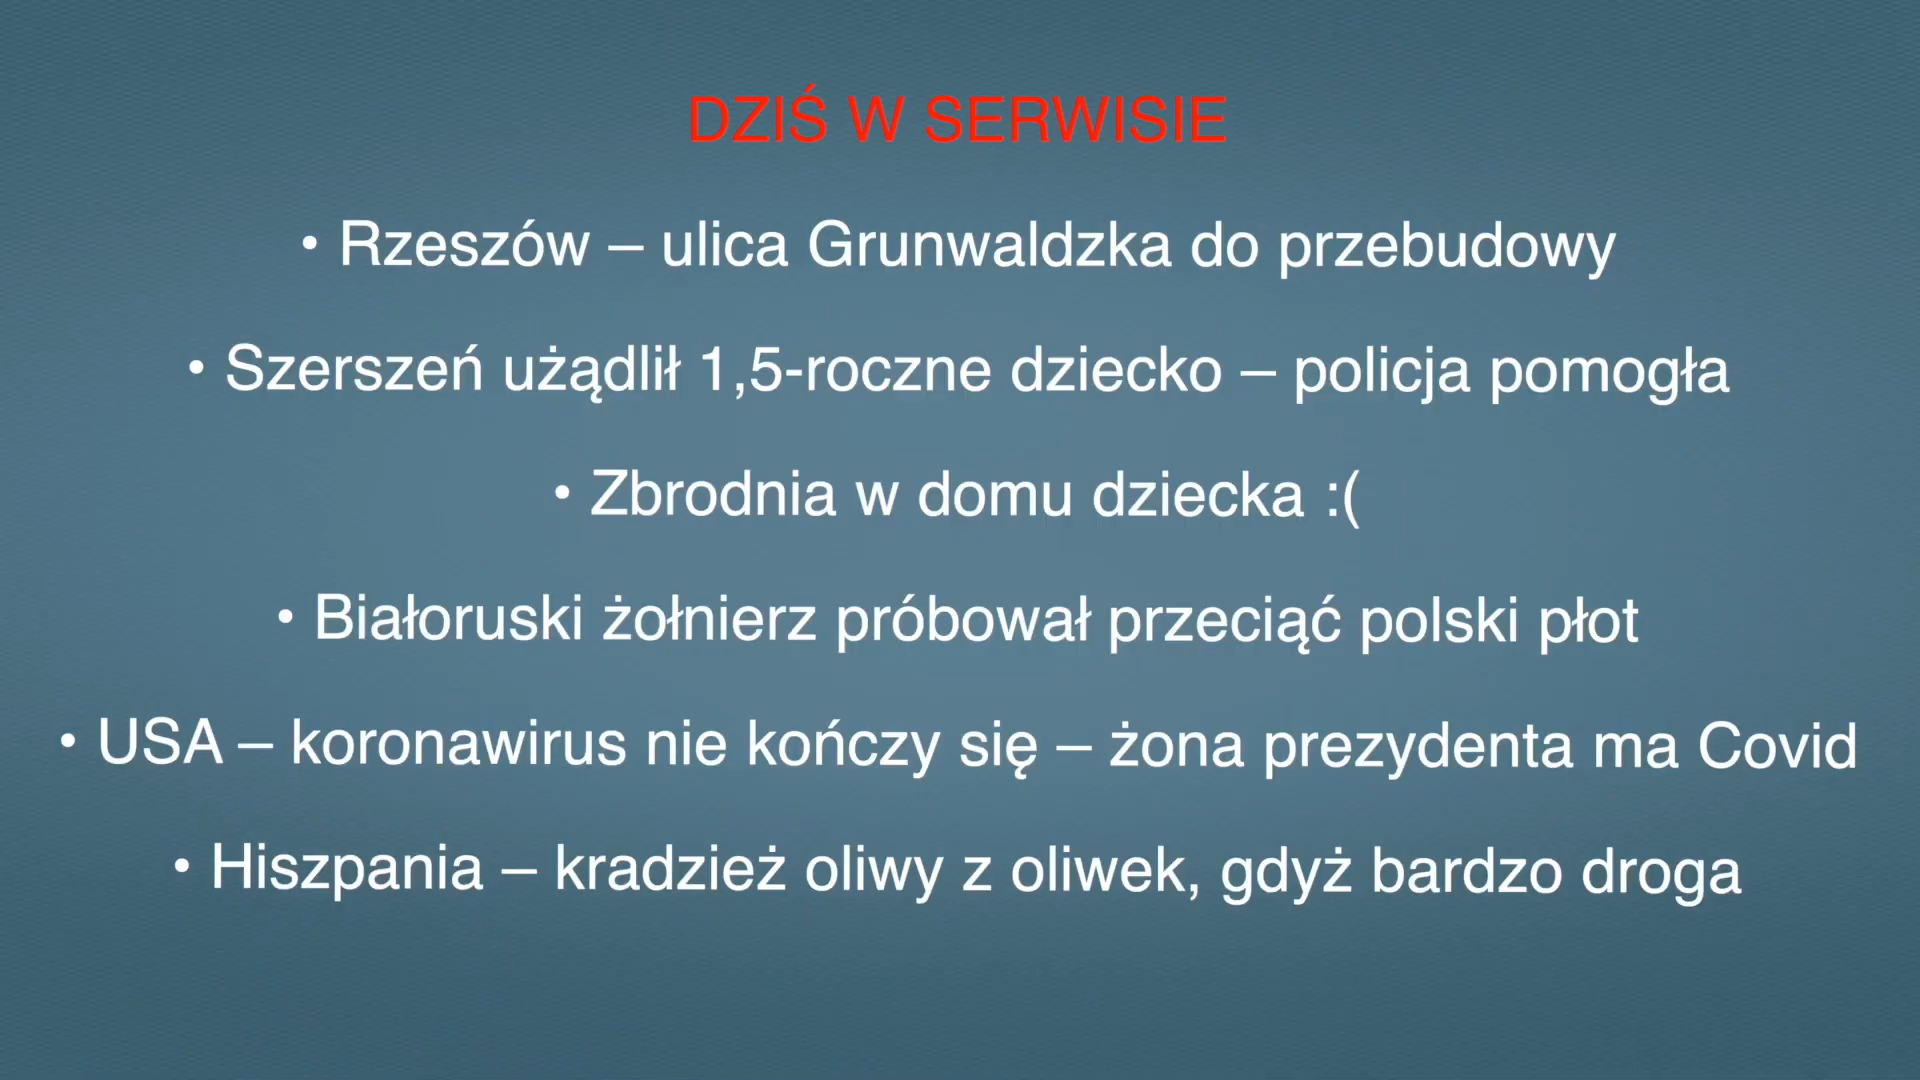 DZIŚ W SERWISIE
• Rzeszów – ulica Grunwaldzka do przebudowy
• Szerszeń użądlił 1,5-roczne dziecko – policja pomogła
• Zbrodnia w domu dziecka :(
• Białoruski żołnierz próbował przeciąć polski płot
• USA – koronawirus nie kończy się – żona prezydenta ma Covid
• Hiszpania – kradzież oliwy z oliwek, gdyż bardzo droga